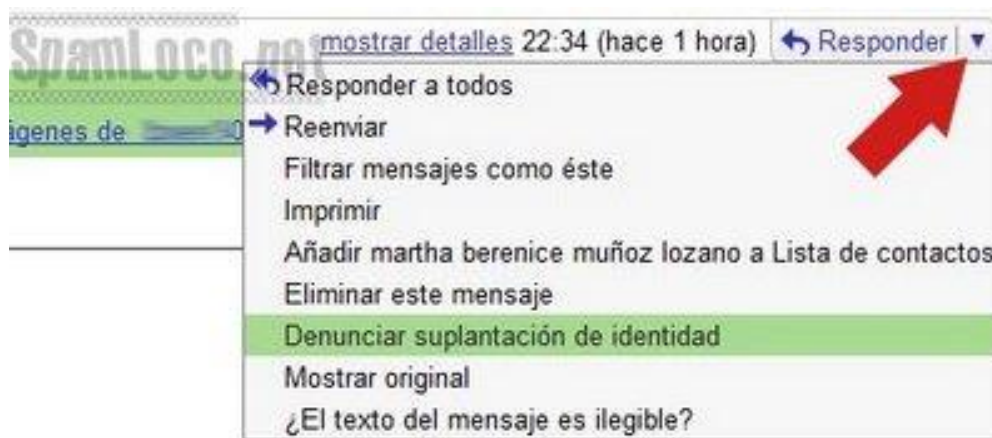 SpamLoco.net
mostrar detalles 22:34 (hace 1 hora) Responder
Responder a todos
ágenes de
Reenviar
Filtrar mensajes como éste
Imprimir
Añadir martha berenice muñoz lozano a Lista de contactos
Eliminar este mensaje
Denunciar suplantación de identidad
Mostrar original
¿El texto del mensaje es ilegible?